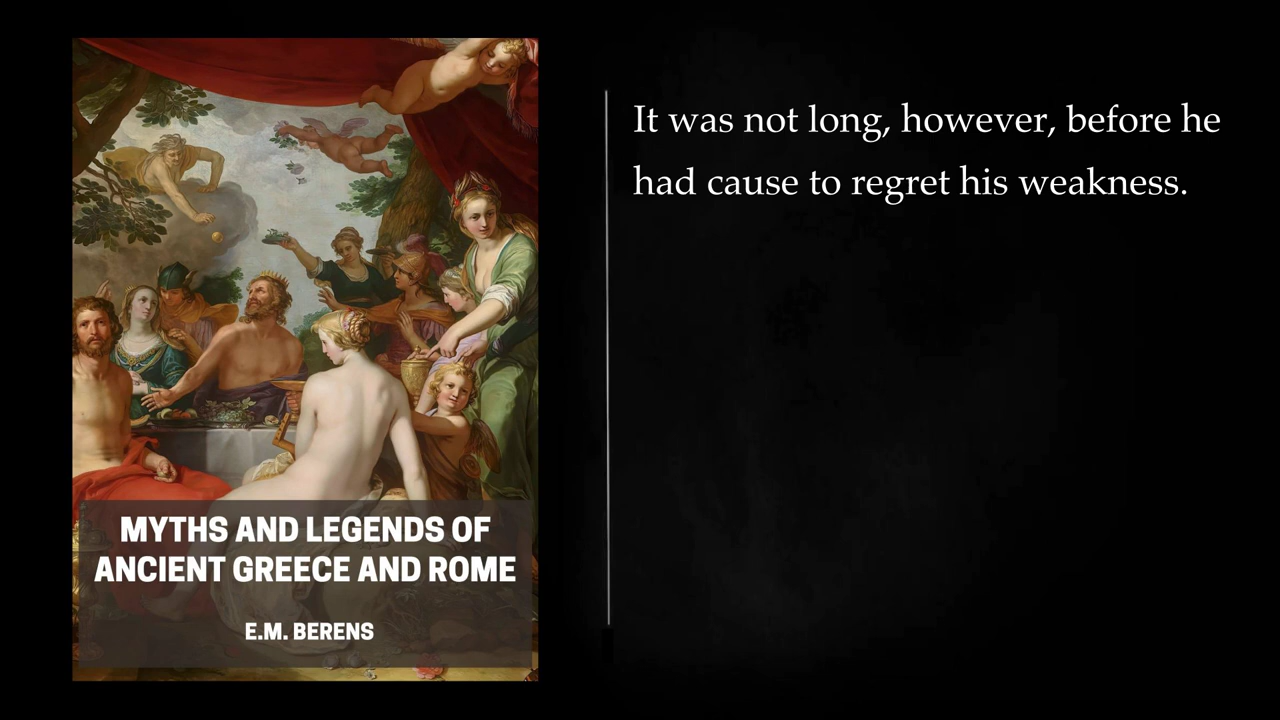 MYTHS AND LEGENDS OF
ANCIENT GREECE AND ROME
E.M. BERENS
It was not long, however, before he
had cause to regret his weakness.